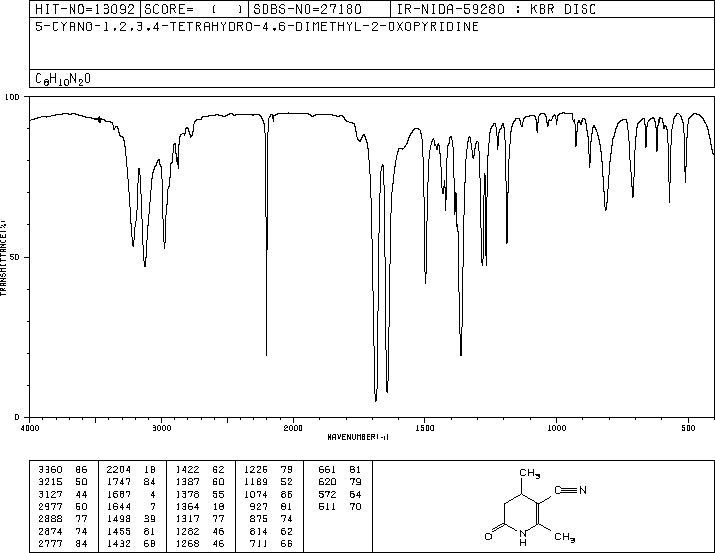 HIT-NO=13092 SCORE= ( ) SDBS-NO=27180 IR-NIDA-59280 : KBR DISC
5-CYANO-1,2,3,4-TETRAHYDRO-4,6-DIMETHYL-2-OXOPYRIDINE
C8H10N2O
100
50
0
TRANSMITTANCE(%)
4000 3000 2000 1500 1000 500
WAVENUMBER(-1)
3360 86 2204 18 1422 62 1226 79 661 81
3215 50 1747 84 1387 60 1189 52 620 79
3127 44 1687 4 1378 55 1074 86 572 64
2977 50 1644 7 1364 18 927 81 511 70
2888 77 1498 39 1317 77 875 74
2874 74 1455 81 1282 46 814 62
2777 84 1432 68 1268 46 711 66
CH3
C N
O
N
H
CH3